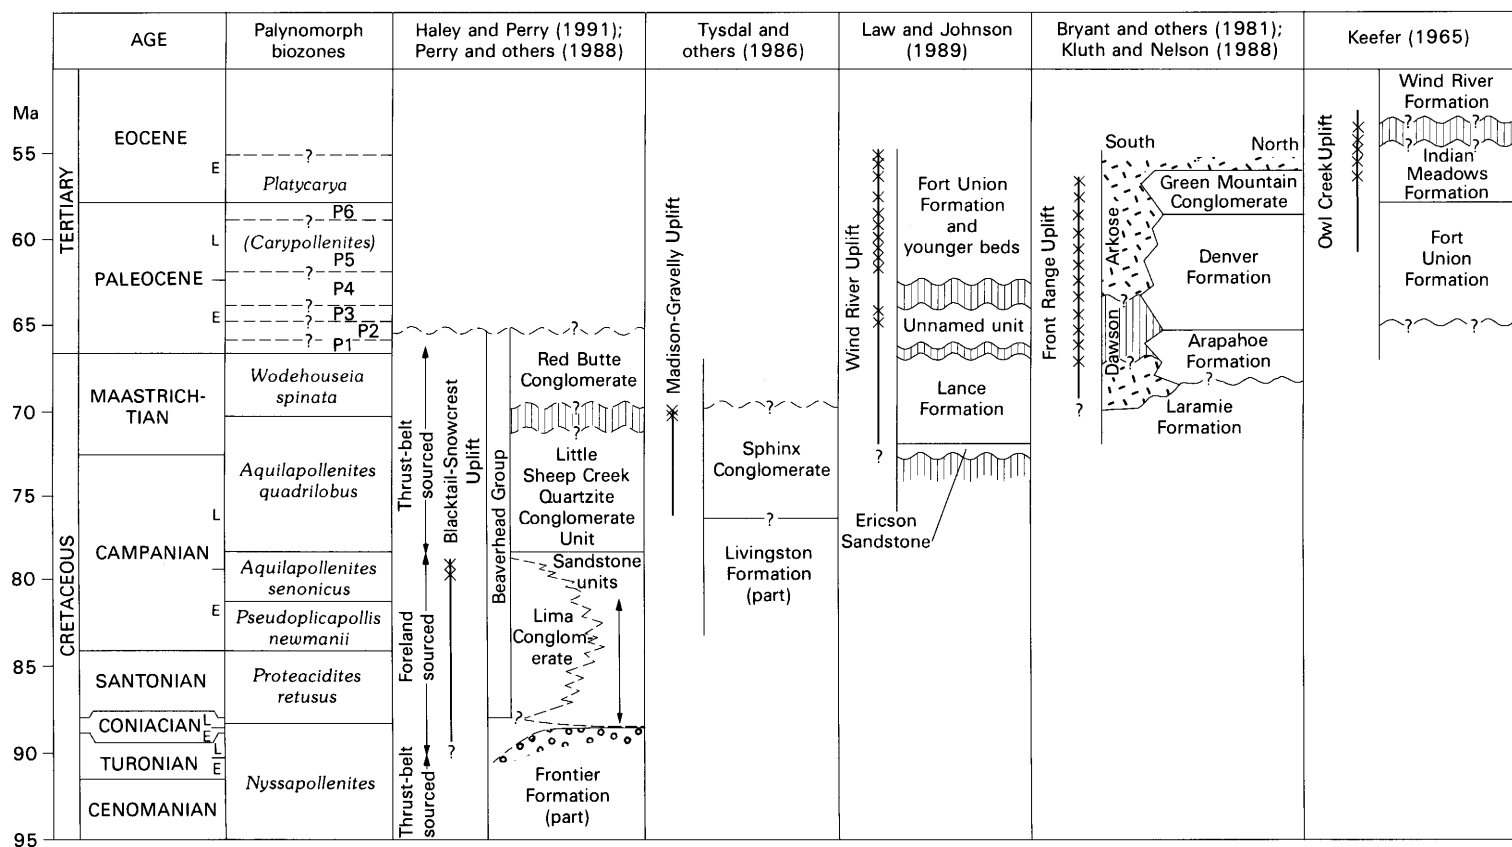 AGE
Palynomorph
biozones
Haley and Perry (1991);
Perry and others (1988)
Tysdal and
others (1986)
Law and Johnson
(1989)
Bryant and others (1981);
Kluth and Nelson (1988)
Keefer (1965)
Ma
55
60
65
70
75
80
85
90
95
TERTIARY
CRETACEOUS
EOCENE
E
PALEOCENE
L
E
MAASTRICH-
TIAN
CAMPANIAN
L
E
SANTONIAN
CONIACIAN
L
E
TURONIAN
L
E
CENOMANIAN
?
Platycarya
P6
?
(Carypollenites)
P5
?
P4
?
P3
?
P2
?
P1
Wodehouseia
spinata
Aquilapollenites
quadrilobus
Aquilapollenites
senonicus
Pseudoplicapollis
newmanii
Proteacidites
retusus
Nyssapollenites
Thrust-belt
sourced
Foreland
sourced
Thrust-belt
sourced
Blacktail-Snowcrest
Uplift
?
Beaverhead Group
?
Red Butte
Conglomerate
?
?
Little
Sheep Creek
Quartzite
Conglomerate
Unit
Sandstone
units
Lima
Conglom-
erate
?
Frontier
Formation
(part)
Madison-Gravelly Uplift
?
Sphinx
Conglomerate
?
Livingston
Formation
(part)
Wind River Uplift
?
Fort Union
Formation
and
younger beds
Unnamed unit
Lance
Formation
Ericson
Sandstone
Front Range Uplift
?
South
North
Dawson
Arkose
?
?
Green Mountain
Conglomerate
Denver
Formation
Arapahoe
Formation
?
Laramie
Formation
Owl Creek Uplift
Wind River
Formation
?
?
?
?
Indian
Meadows
Formation
Fort
Union
Formation
?
?